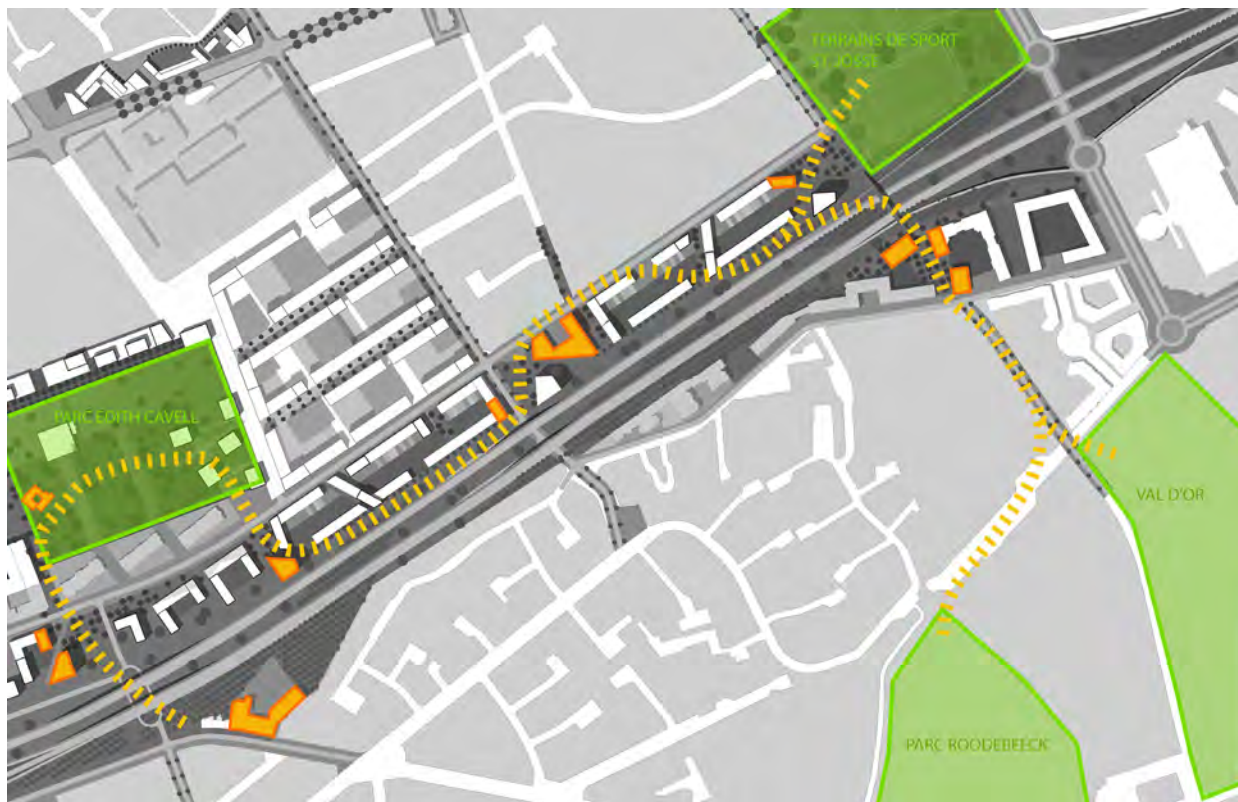 TERRAINS DE SPORT
ST. JOSSE
PARC EDITH CAVELL
VAL D'OR
PARC ROODEBEECK